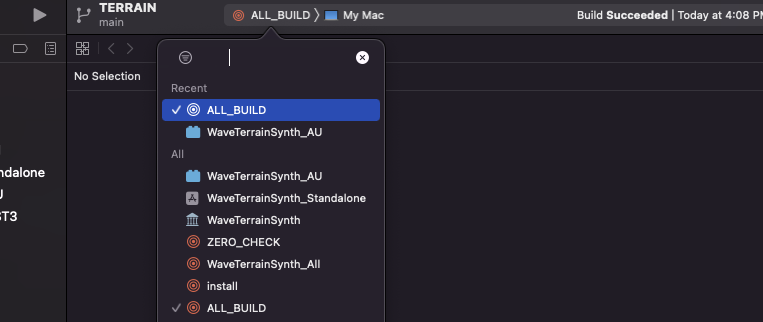 TERRAIN
main
ALL_BUILD 〉 My Mac
Build Succeeded | Today at 4:08 PM
No Selection
Recent
ALL_BUILD
WaveTerrainSynth_AU
All
WaveTerrainSynth_AU
ndalone
WaveTerrainSynth_Standalone
U
ST3
WaveTerrainSynth
ZERO_CHECK
WaveTerrainSynth_All
install
ALL_BUILD